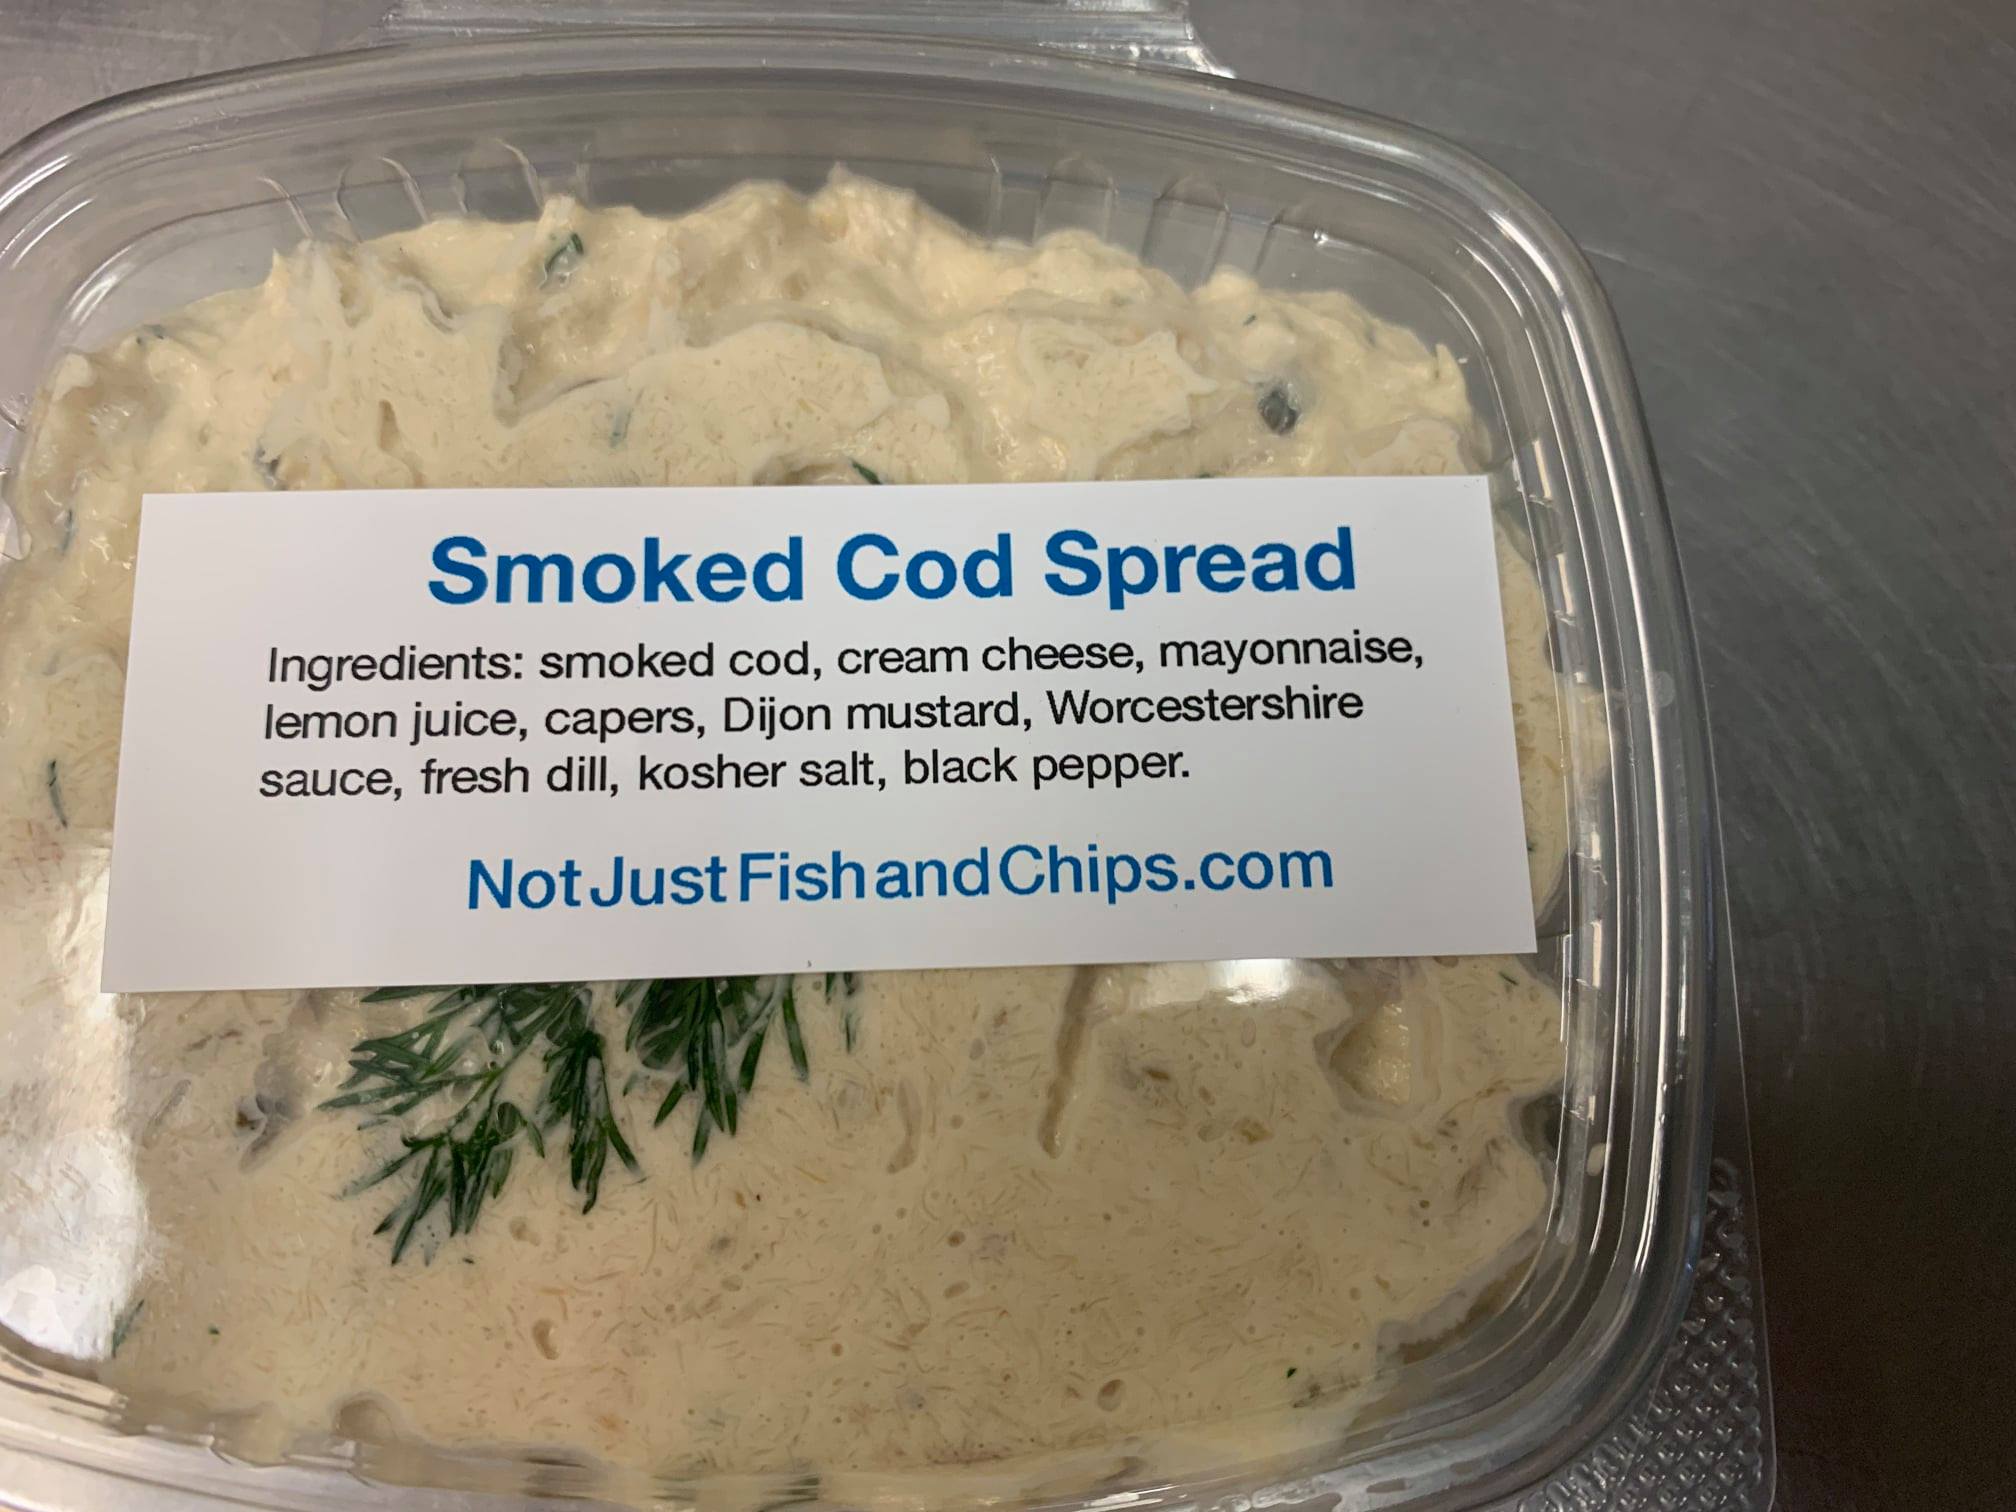 Smoked Cod Spread
Ingredients: smoked cod, cream cheese, mayonnaise,
lemon juice, capers, Dijon mustard, Worcestershire
sauce, fresh dill, kosher salt, black pepper.
NotJustFishandChips.com